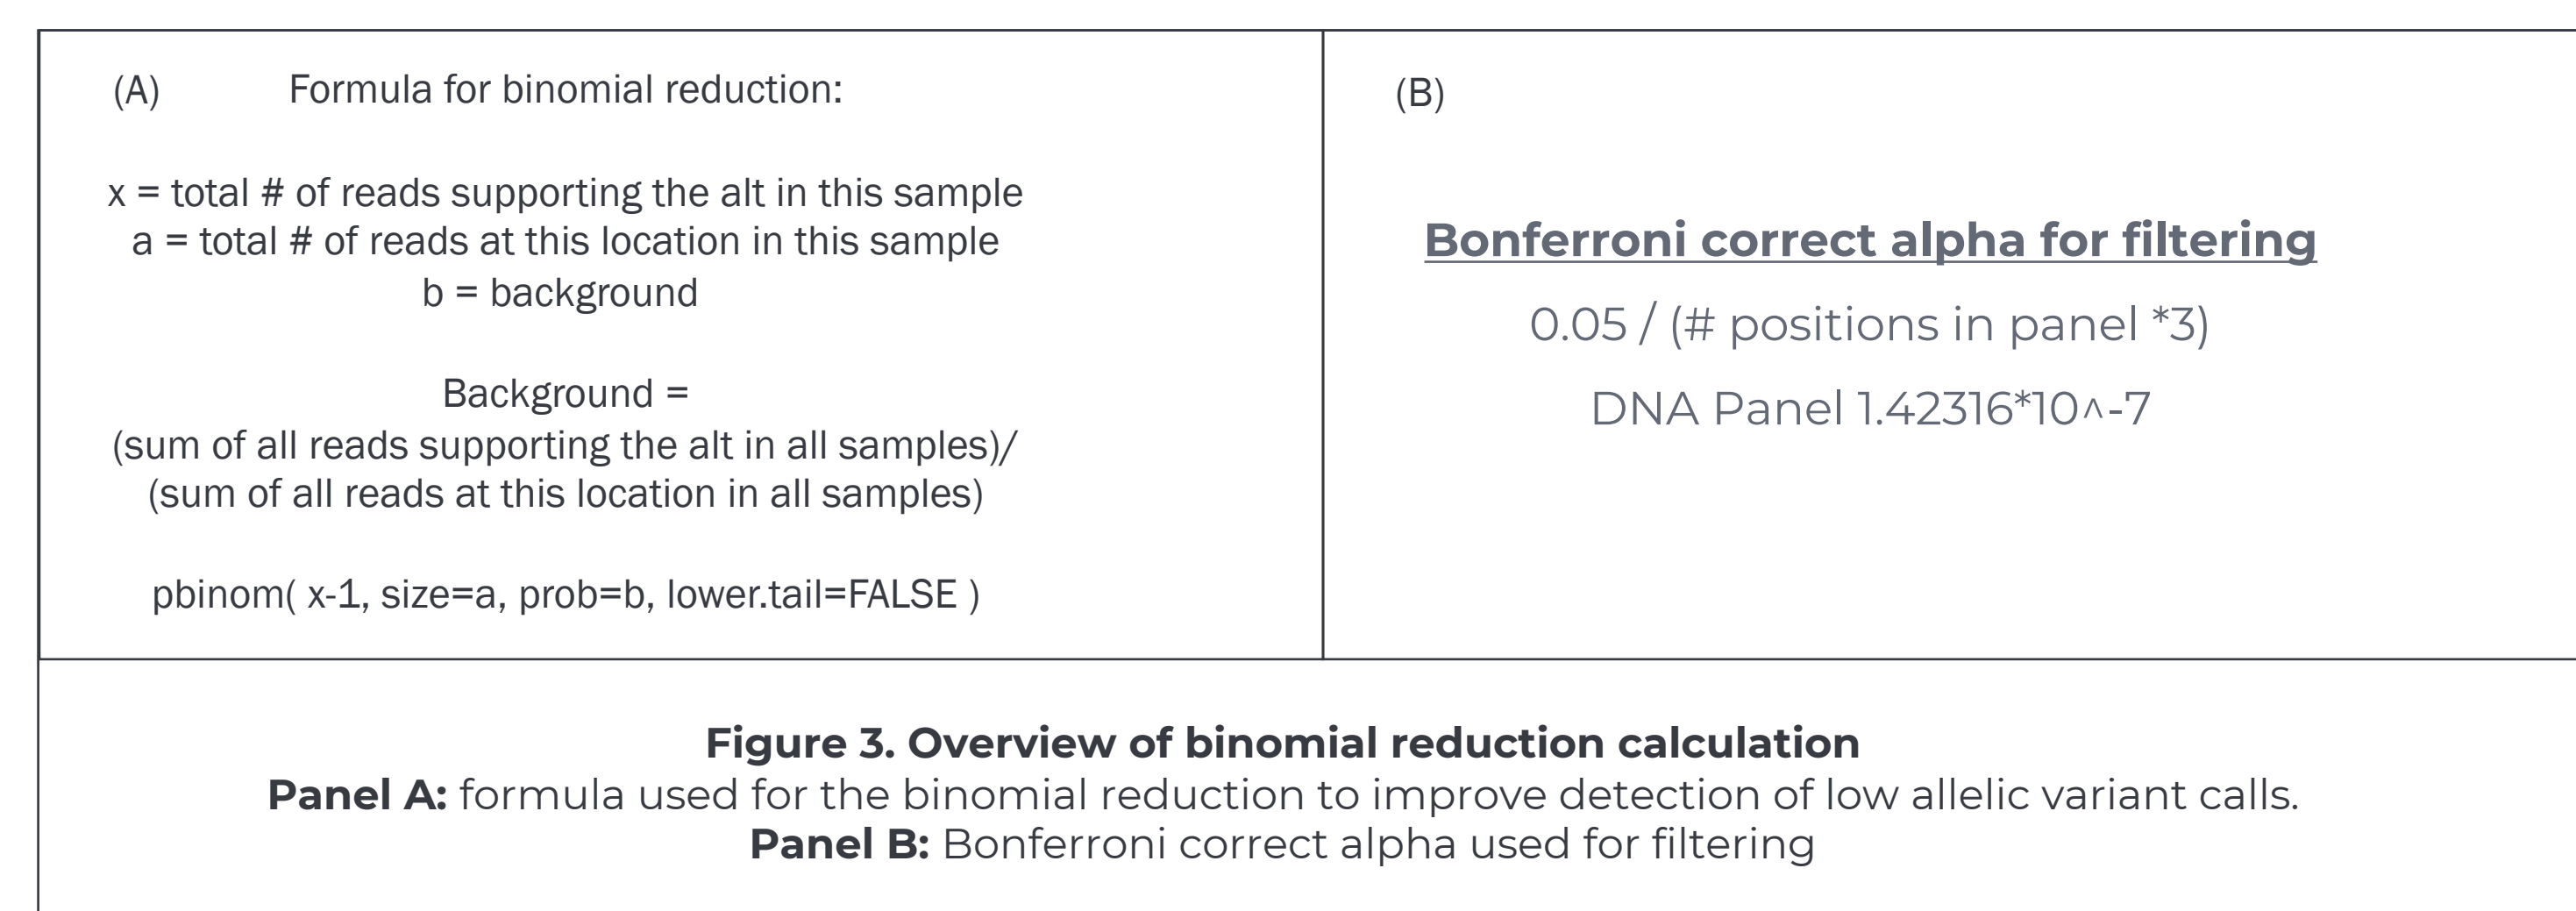 (A) Formula for binomial reduction:
x = total # of reads supporting the alt in this sample
a = total # of reads at this location in this sample
b = background
Background =
(sum of all reads supporting the alt in all samples)/
(sum of all reads at this location in all samples)
pbinom( x-1, size=a, prob=b, lower.tail=FALSE )
(B)
Bonferroni correct alpha for filtering
0.05 / (# positions in panel *3)
DNA Panel 1.42316*10^-7
Figure 3. Overview of binomial reduction calculation
Panel A: formula used for the binomial reduction to improve detection of low allelic variant calls.
Panel B: Bonferroni correct alpha used for filtering